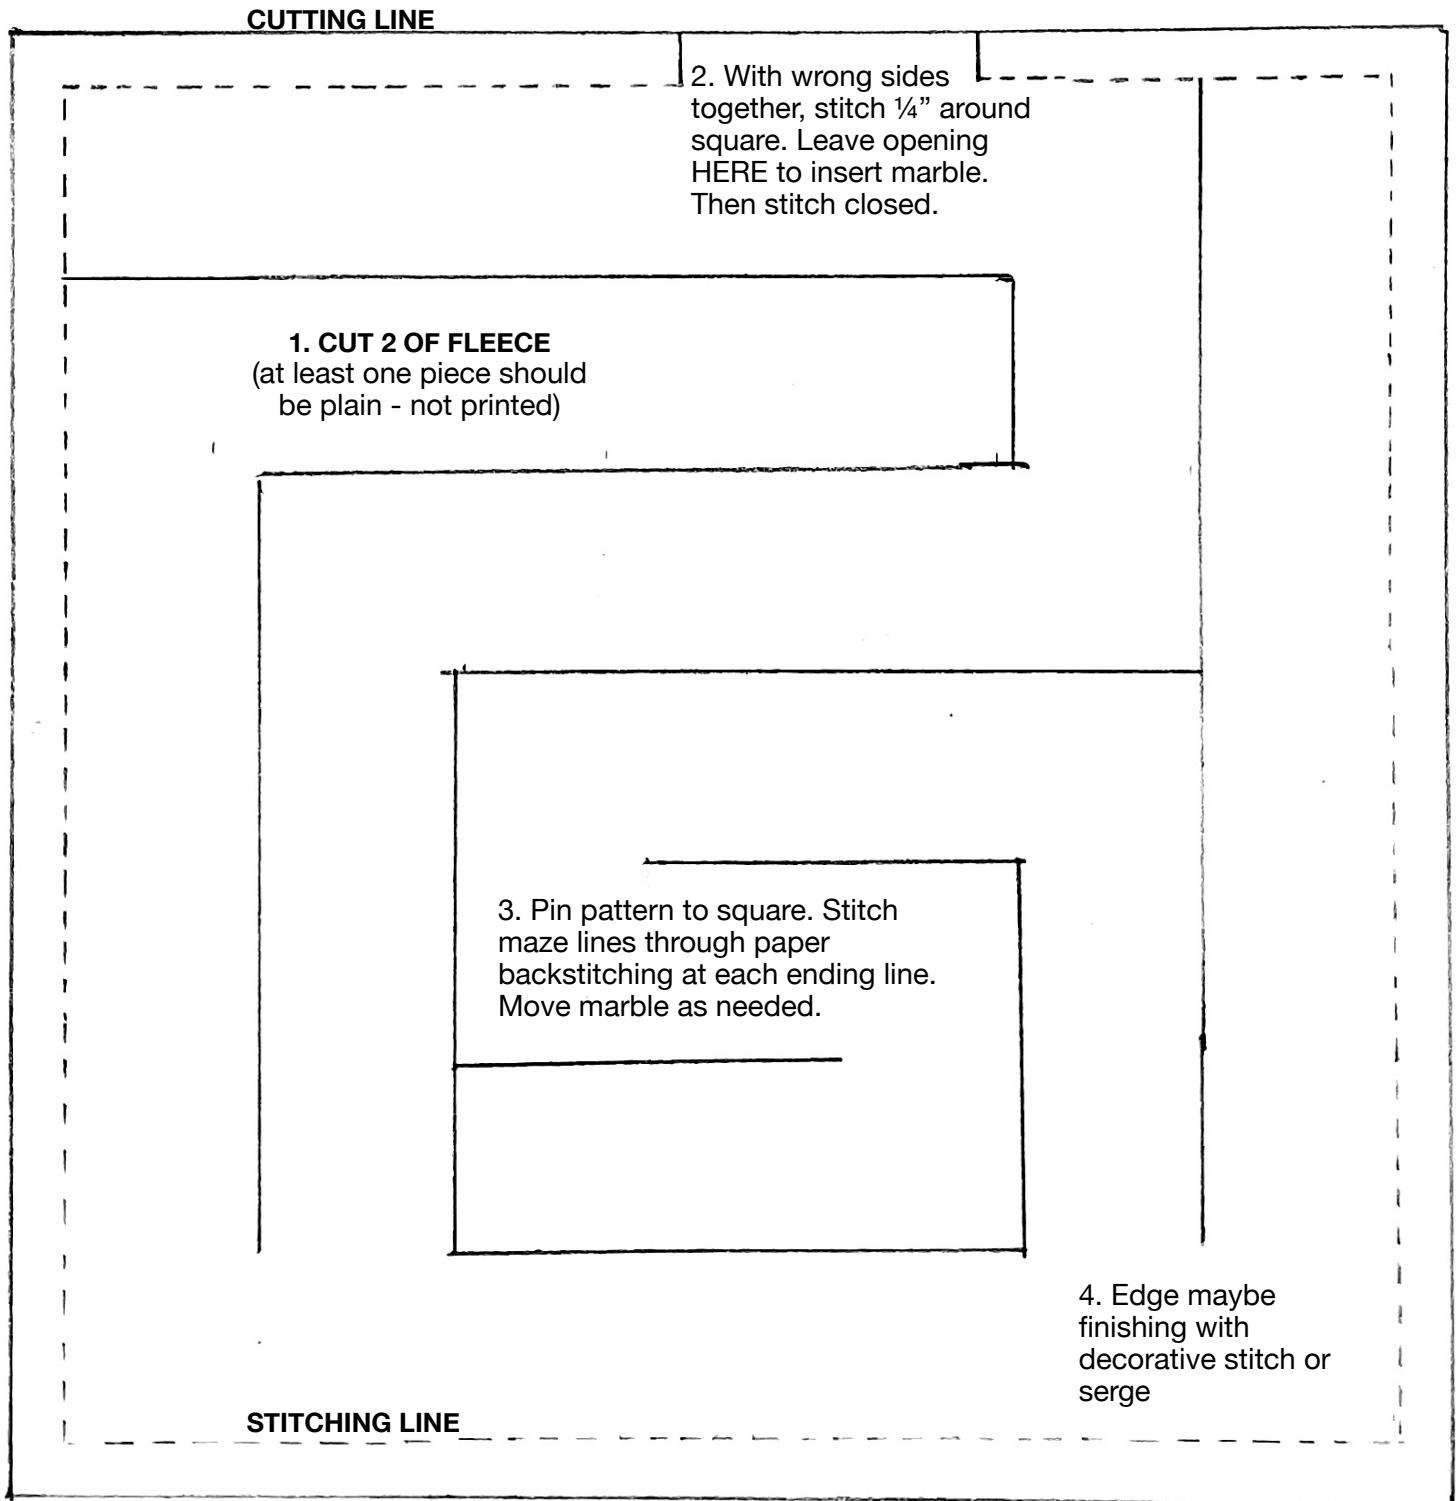 CUTTING LINE
2. With wrong sides
together, stitch ¼” around
square. Leave opening
HERE to insert marble.
Then stitch closed.
1. CUT 2 OF FLEECE
(at least one piece should
be plain - not printed)
3. Pin pattern to square. Stitch
maze lines through paper
backstitching at each ending line.
Move marble as needed.
4. Edge maybe
finishing with
decorative stitch or
serge
STITCHING LINE